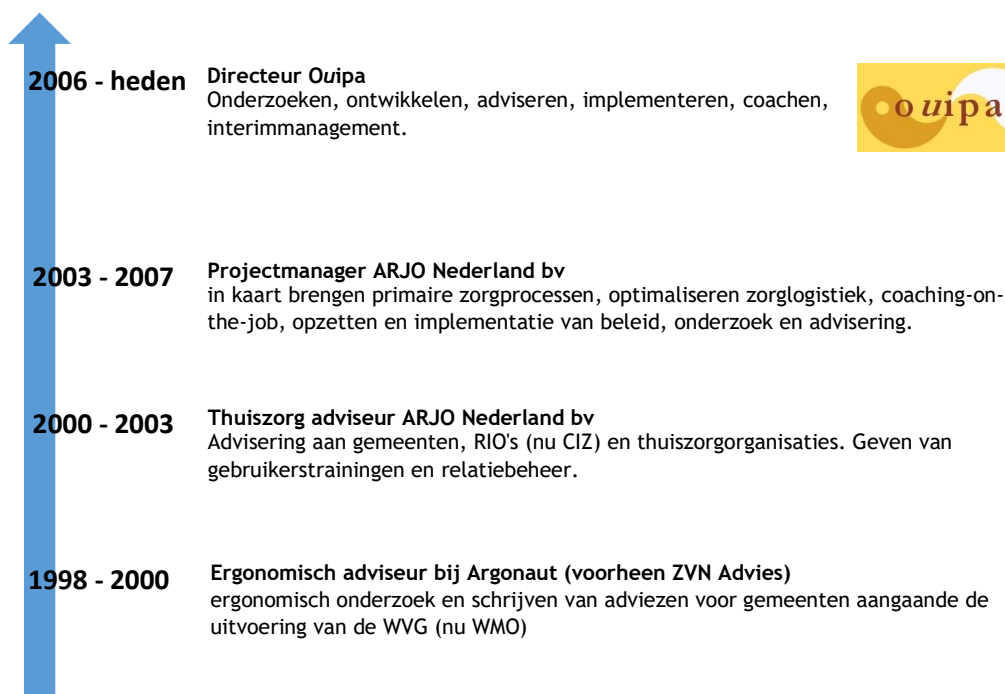 2006 - heden
Directeur Ouipa
Onderzoeken, ontwikkelen, adviseren, implementeren, coachen,
interimmanagement.
ouipa
2003 - 2007
Projectmanager ARJO Nederland bv
in kaart brengen primaire zorgprocessen, optimaliseren zorglogistiek, coaching-on-
the-job, opzetten en implementatie van beleid, onderzoek en advisering.
2000 - 2003
Thuiszorg adviseur ARJO Nederland bv
Advisering aan gemeenten, RIO's (nu CIZ) en thuiszorgorganisaties. Geven van
gebruikerstrainingen en relatiebeheer.
1998 - 2000
Ergonomisch adviseur bij Argonaut (voorheen ZVN Advies)
ergonomisch onderzoek en schrijven van adviezen voor gemeenten aangaande de
uitvoering van de WVG (nu WMO)